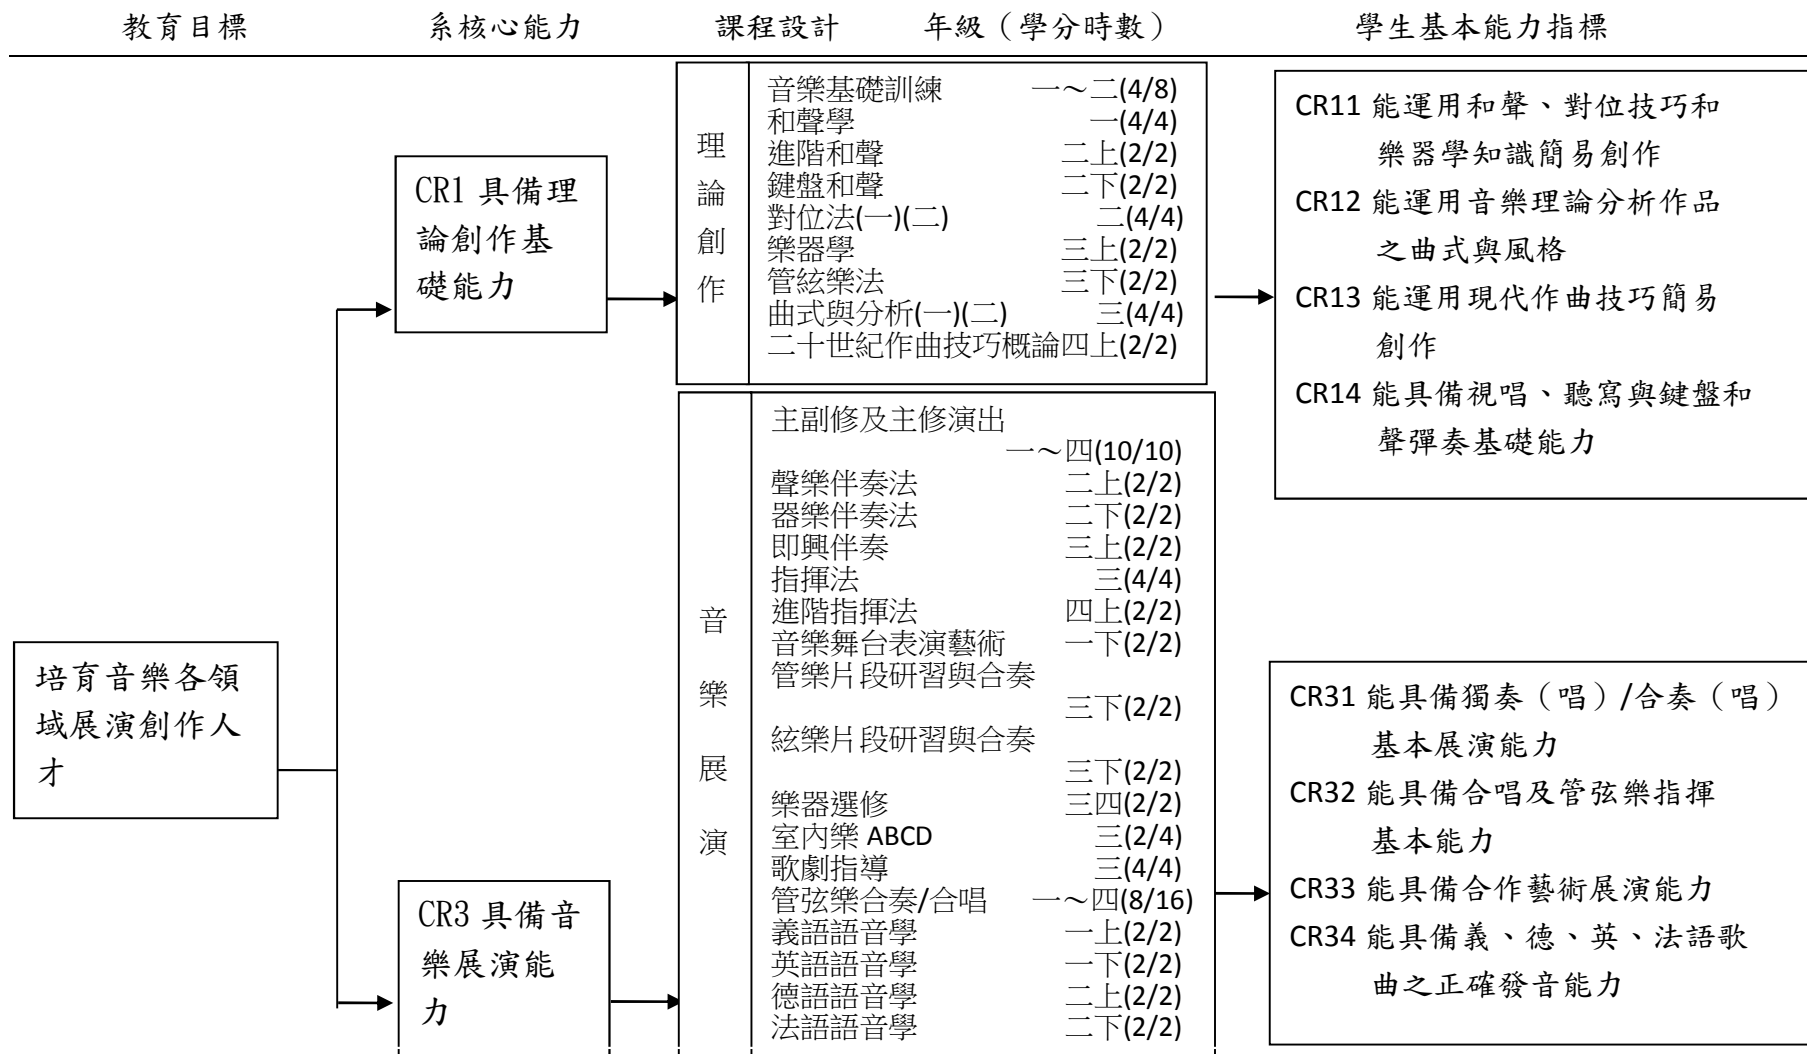 教育目標 系核心能力 課程設計 年級（學分時數） 學生基本能力指標
培育音樂各領
域展演創作人
才
CR1 具備理
論創作基
礎能力
理論創作
音樂基礎訓練 一～二(4/8)
和聲學 一(4/4)
進階和聲 二上(2/2)
鍵盤和聲 二下(2/2)
對位法(一)(二) 二(4/4)
樂器學 三上(2/2)
管絃樂法 三下(2/2)
曲式與分析(一)(二) 三(4/4)
二十世紀作曲技巧概論四上(2/2)
CR11 能運用和聲、對位技巧和
樂器學知識簡易創作
CR12 能運用音樂理論分析作品
之曲式與風格
CR13 能運用現代作曲技巧簡易
創作
CR14 能具備視唱、聽寫與鍵盤和
聲彈奏基礎能力
CR3 具備音
樂展演能
力
音樂展演
主副修及主修演出
一～四(10/10)
聲樂伴奏法 二上(2/2)
器樂伴奏法 二下(2/2)
即興伴奏 三上(2/2)
指揮法 三(4/4)
進階指揮法 四上(2/2)
音樂舞台表演藝術 一下(2/2)
管樂片段研習與合奏
三下(2/2)
絃樂片段研習與合奏
三下(2/2)
樂器選修 三四(2/2)
室內樂 ABCD 三(2/4)
歌劇指導 三(4/4)
管弦樂合奏/合唱 一～四(8/16)
義語語音學 一上(2/2)
英語語音學 一下(2/2)
德語語音學 二上(2/2)
法語語音學 二下(2/2)
CR31 能具備獨奏（唱）/合奏（唱）
基本展演能力
CR32 能具備合唱及管弦樂指揮
基本能力
CR33 能具備合作藝術展演能力
CR34 能具備義、德、英、法語歌
曲之正確發音能力